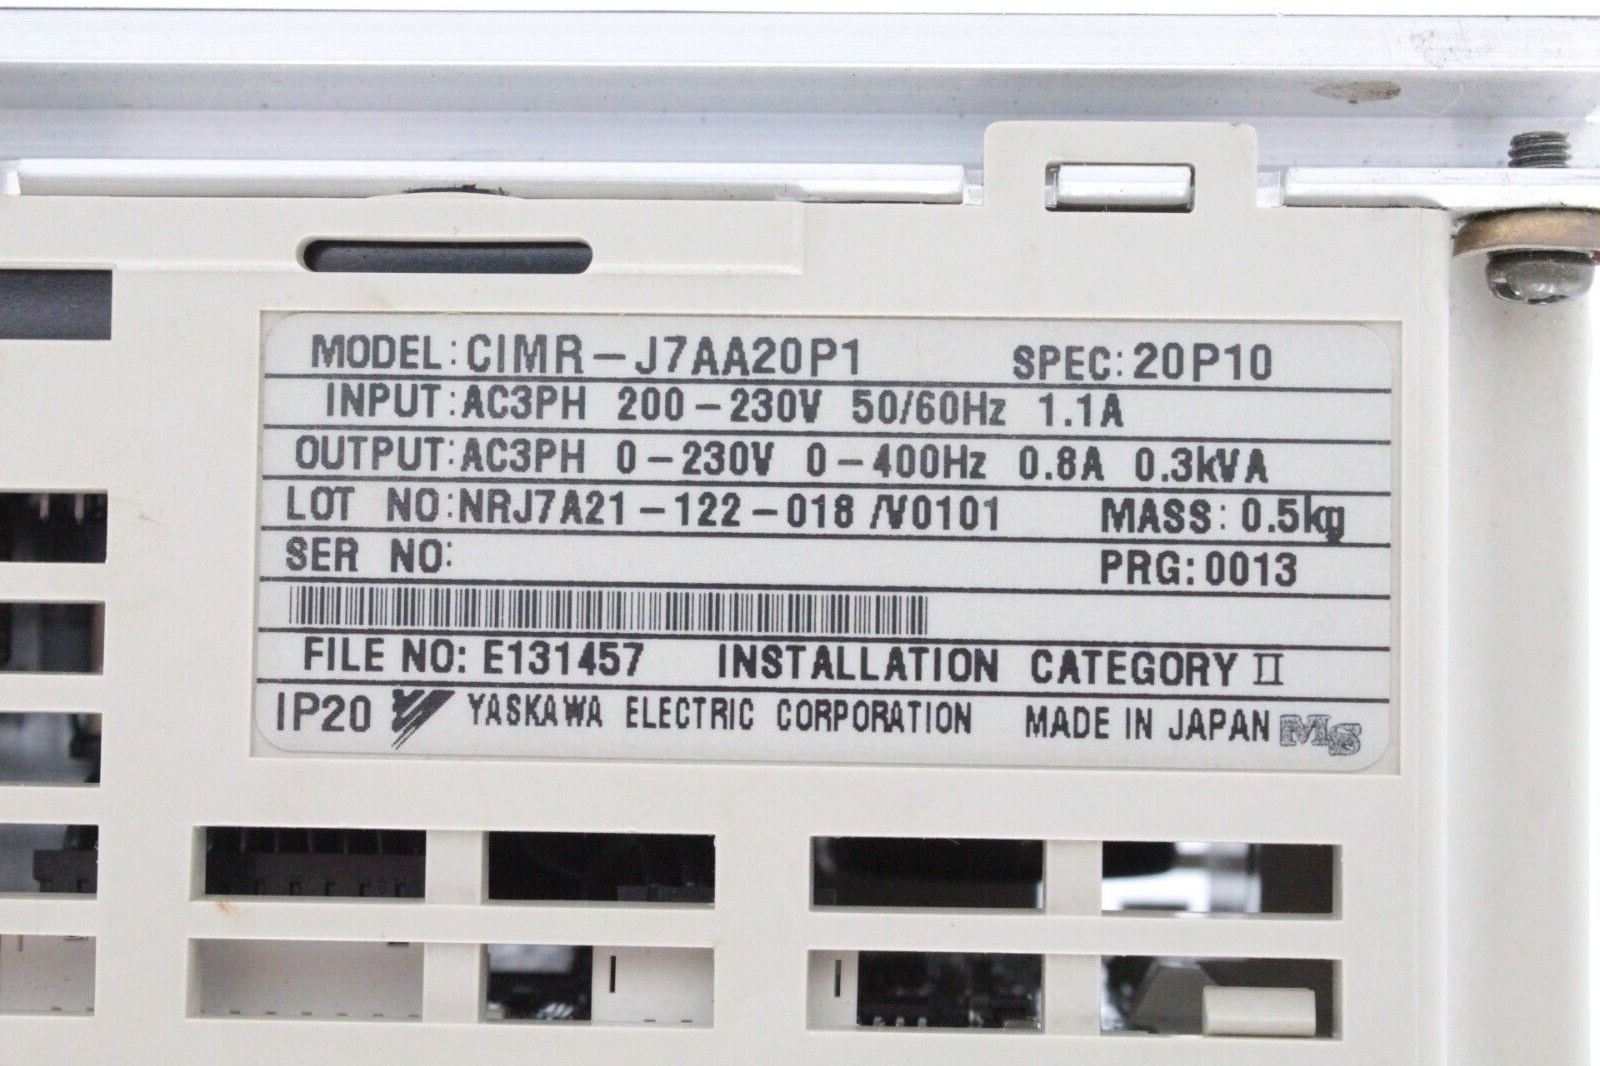 MODEL:CIMR-J7AA20P1 SPEC:20P10
INPUT:AC3PH 200-230V 50/60Hz 1.1A
OUTPUT:AC3PH 0-230V 0-400Hz 0.8A 0.3kVA
LOT NO:NRJ7A21-122-018 /V0101 MASS: 0.5kg
SER NO: PRG:0013
FILE NO: E131457 INSTALLATION CATEGORY II
IP20 YASKAWA ELECTRIC CORPORATION MADE IN JAPAN MS